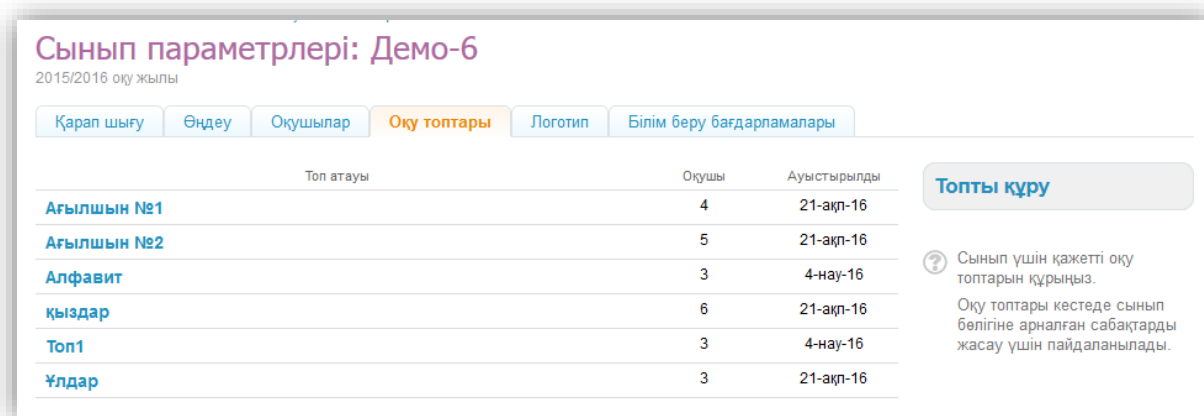 Сынып параметрлері: Демо-6
2015/2016 оқу жылы
Қарап шығу Өңдеу Оқушылар Оқу топтары Логотип Білім беру бағдарламалары
Топ атауы Оқушы Ауыстырылды
Ағылшын №1 4 21-ақп-16
Ағылшын №2 5 21-ақп-16
Алфавит 3 4-нау-16
қыздар 6 21-ақп-16
Топ1 3 4-нау-16
Ұлдар 3 21-ақп-16
Топты құру
Сынып үшін қажетті оқу
топтарын құрыңыз.
Оқу топтары кестеде сынып
бөлігіне арналған сабақтарды
жасау үшін пайдаланылады.